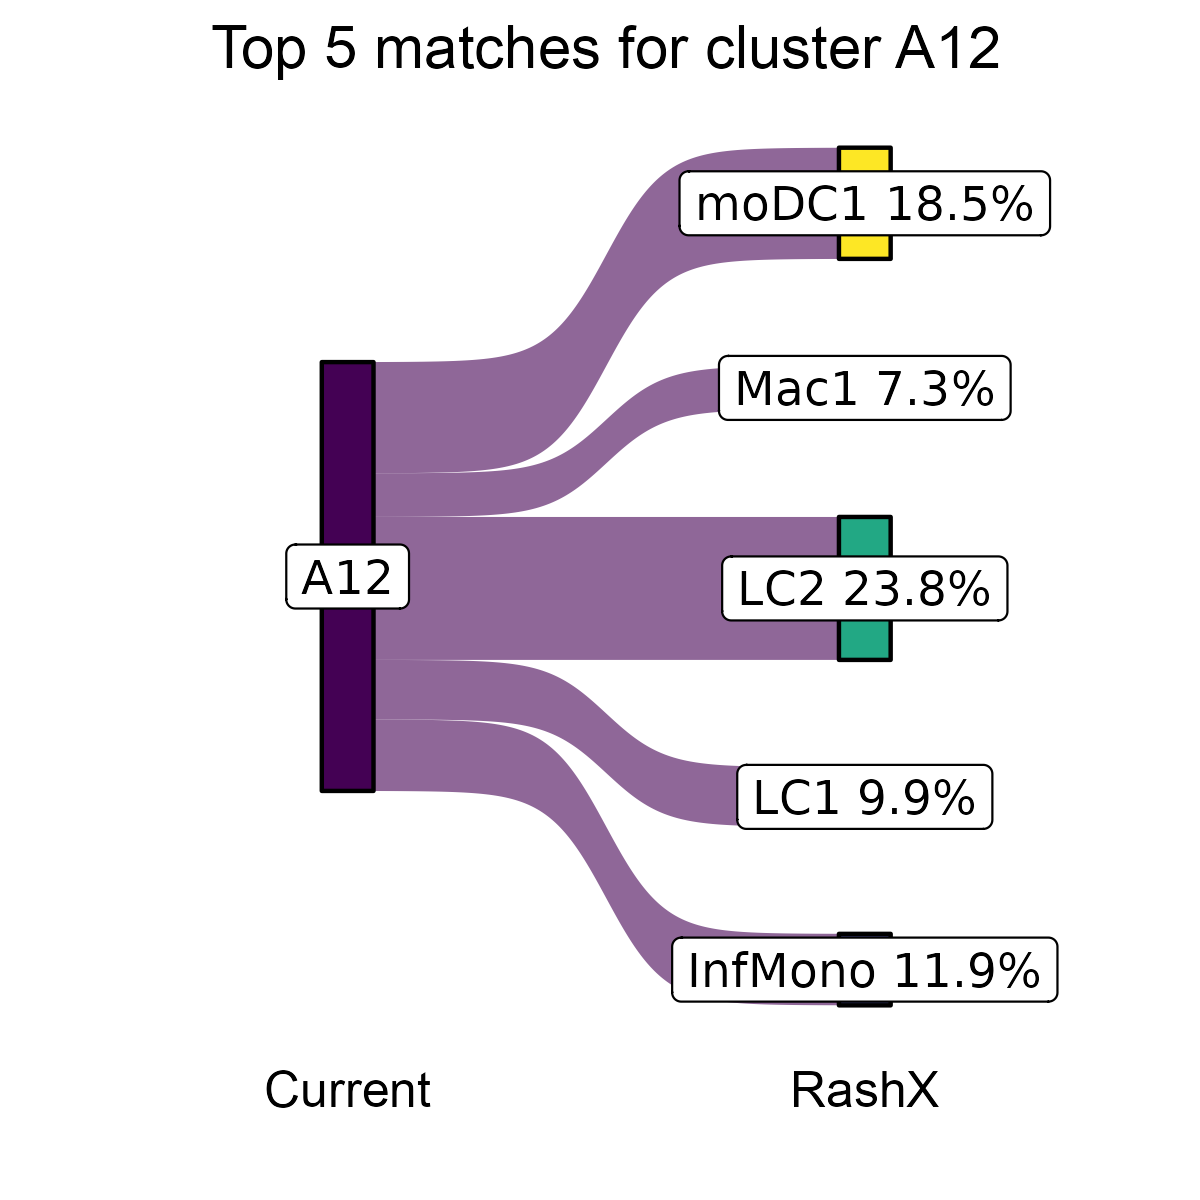 Top 5 matches for cluster A12
moDC1 18.5%
Mac1 7.3%
A12
LC2 23.8%
LC1 9.9%
InfMono 11.9%
Current
RashX